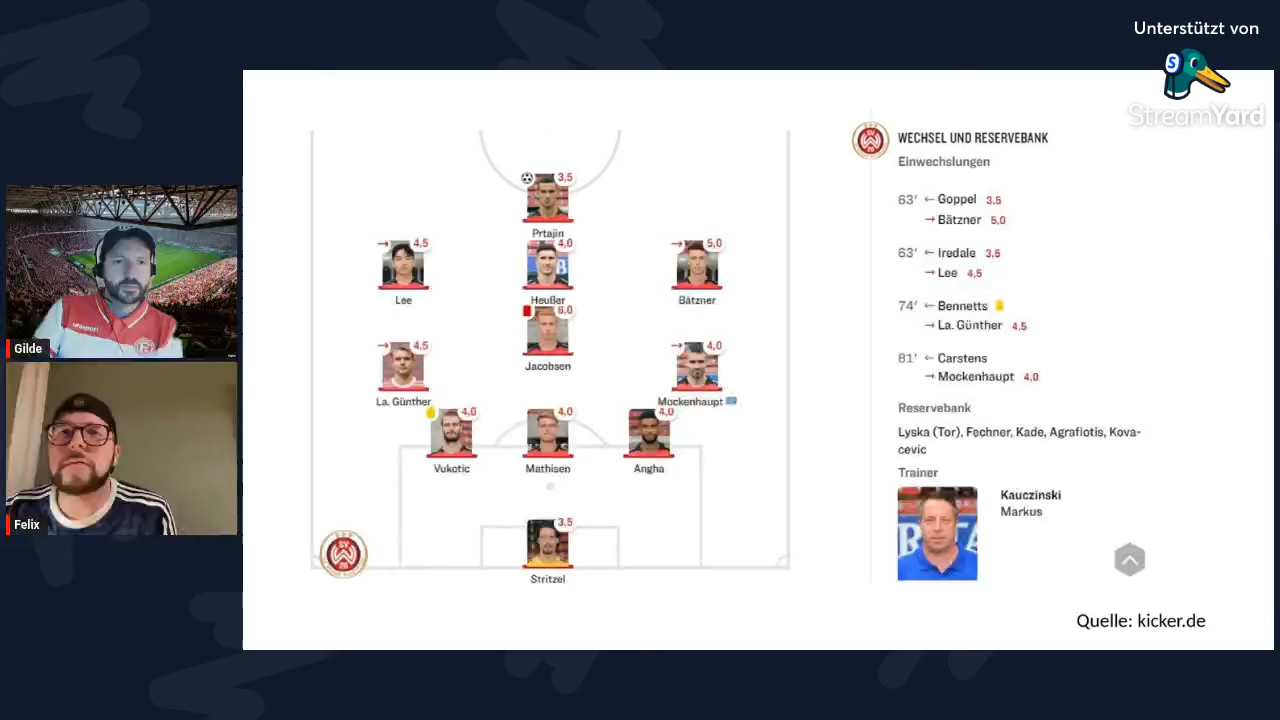 Unterstützt von
S
StreamYard
WECHSEL UND RESERVEBANK
Einwechslungen
63' ← Goppel 3,5
→ Bätzner 5,0
63' ← Iredale 3,5
→ Lee 4,5
74' ← Bennetts
→ La. Günther 4,5
81' ← Carstens
→ Mockenhaupt 4,0
Reservebank
Lyska (Tor), Fechner, Kade, Agrafiotis, Kova-
cevic
Trainer
Kauczinski
Markus
3,5
Prtajin
→ 4,5
Lee
4,0
Heußer
→ 5,0
Bätzner
6,0
Jacobsen
→ 4,5
La. Günther
→ 4,0
Mockenhaupt
4,0
Vukotic
4,0
Mathisen
4,0
Angha
3,5
Stritzel
Gilde
Felix
Quelle: kicker.de